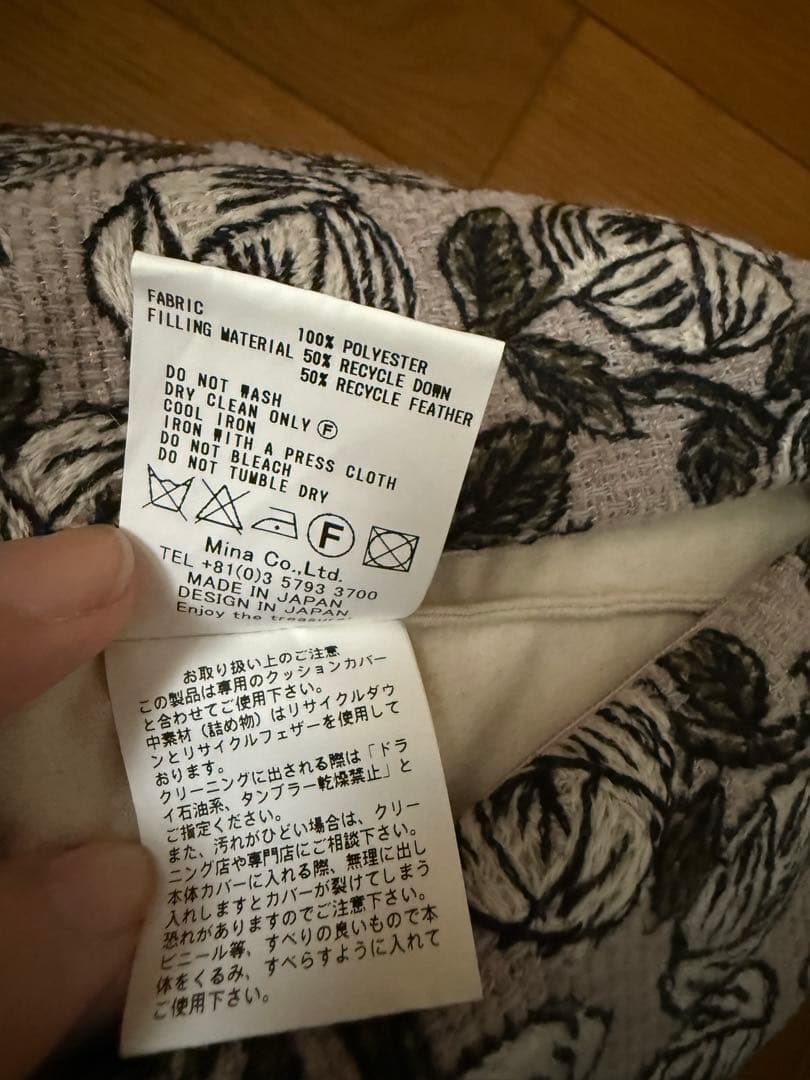 FABRIC 100% POLYESTER
FILLING MATERIAL 50% RECYCLE DOWN
50% RECYCLE FEATHER
DO NOT WASH
DRY CLEAN ONLY Ⓕ
COOL IRON
IRON WITH A PRESS CLOTH
DO NOT BLEACH
DO NOT TUMBLE DRY
F
Mina Co.,Ltd.
TEL +81(0)3 5793 3700
MADE IN JAPAN
DESIGN IN JAPAN
Enjoy the
お取り扱い上のご注意
この製品は専用のクッションカバー
と合わせてご使用下さい。
中素材（詰め物）はリサイクルダウ
ンとリサイクルフェザーを使用して
おります。
クリーニングに出される際は「ドラ
イ石油系、タンブラー乾燥禁止」と
ご指定ください。
また、汚れがひどい場合は、クリー
ニング店や専門店にご相談下さい。
本体カバーに入れる際、無理に出し
入れしますとカバーが裂けてしまう
恐れがありますのでご注意下さい。
ビニール等、すべりの良いもので本
体をくるみ、すべらすように入れて
ご使用下さい。